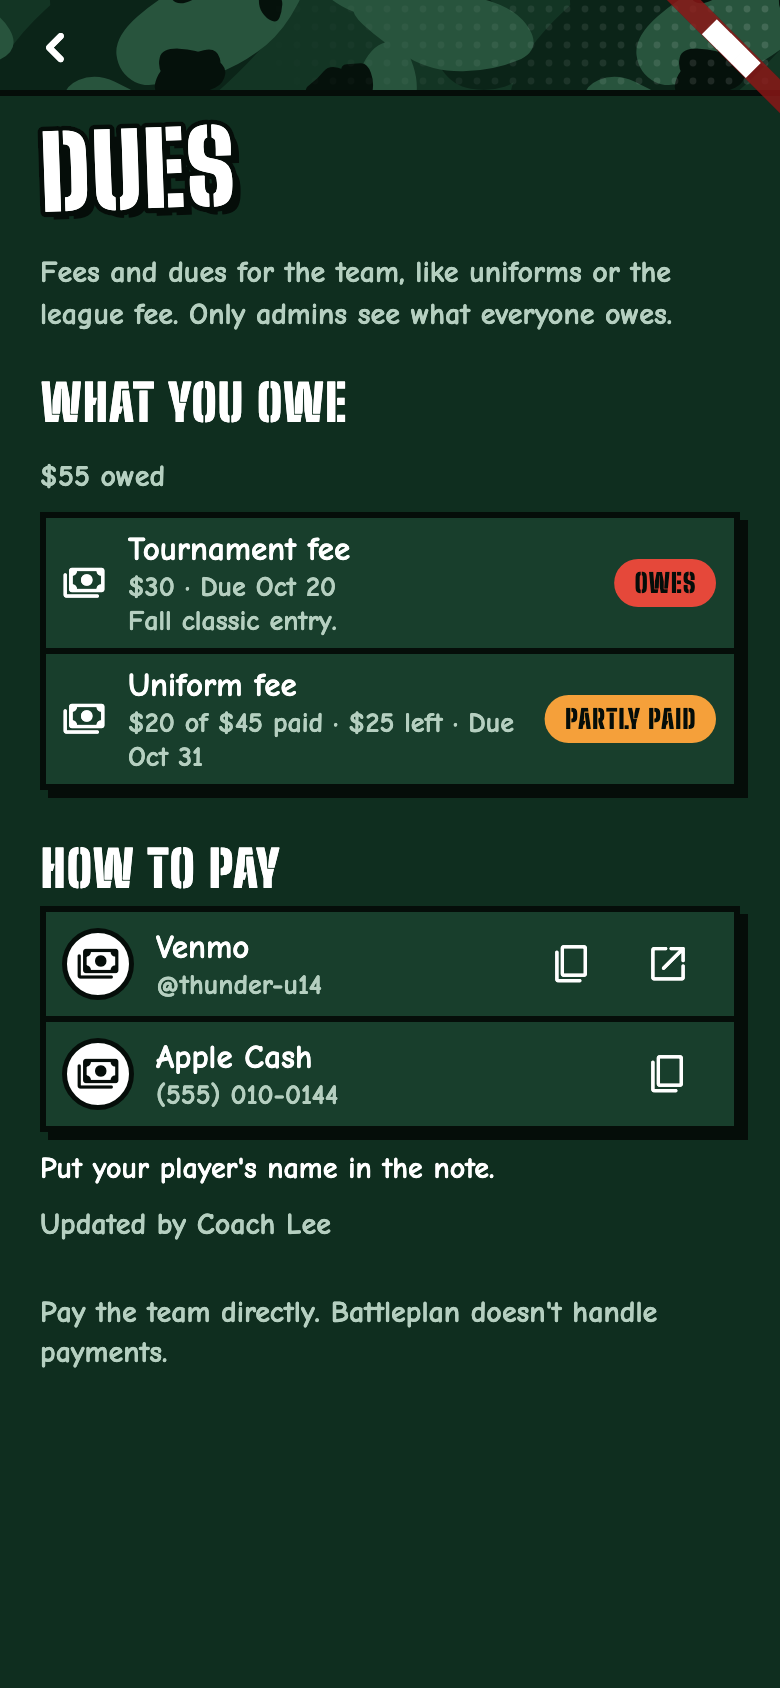 DUES
Fees and dues for the team, like uniforms or the
league fee. Only admins see what everyone owes.
WHAT YOU OWE
$55 owed
Tournament fee
$30 · Due Oct 20
Fall classic entry.
OWES
Uniform fee
$20 of $45 paid · $25 left · Due
Oct 31
PARTLY PAID
HOW TO PAY
Venmo
@thunder-u14
Apple Cash
(555) 010-0144
Put your player's name in the note.
Updated by Coach Lee
Pay the team directly. Battleplan doesn't handle
payments.